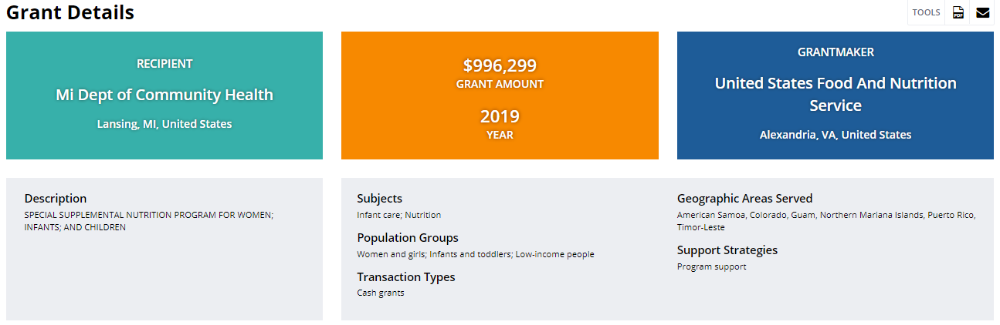 Grant Details
TOOLS
PDF
RECIPIENT
Mi Dept of Community Health
Lansing, MI, United States
$996,299
GRANT AMOUNT
2019
YEAR
GRANTMAKER
United States Food And Nutrition
Service
Alexandria, VA, United States
Description
SPECIAL SUPPLEMENTAL NUTRITION PROGRAM FOR WOMEN;
INFANTS; AND CHILDREN
Subjects
Infant care; Nutrition
Population Groups
Women and girls; Infants and toddlers; Low-income people
Transaction Types
Cash grants
Geographic Areas Served
American Samoa, Colorado, Guam, Northern Mariana Islands, Puerto Rico,
Timor-Leste
Support Strategies
Program support